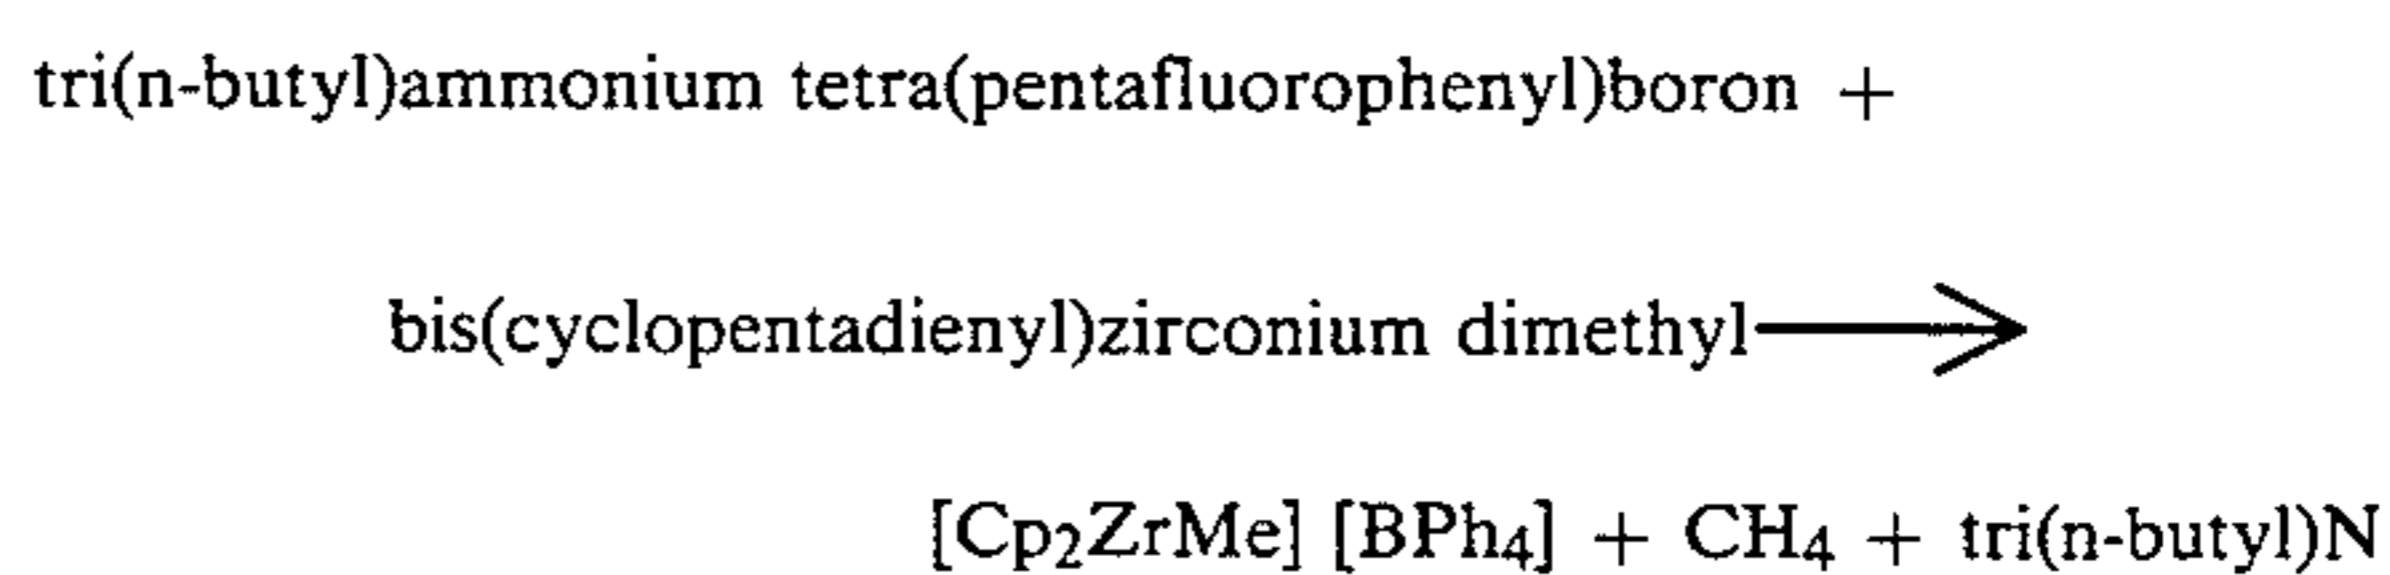 tri(n-butyl)ammonium tetra(pentafluorophenyl)boron +
bis(cyclopentadienyl)zirconium dimethyl⟶
[Cp₂ZrMe] [BPh₄] + CH₄ + tri(n-butyl)N